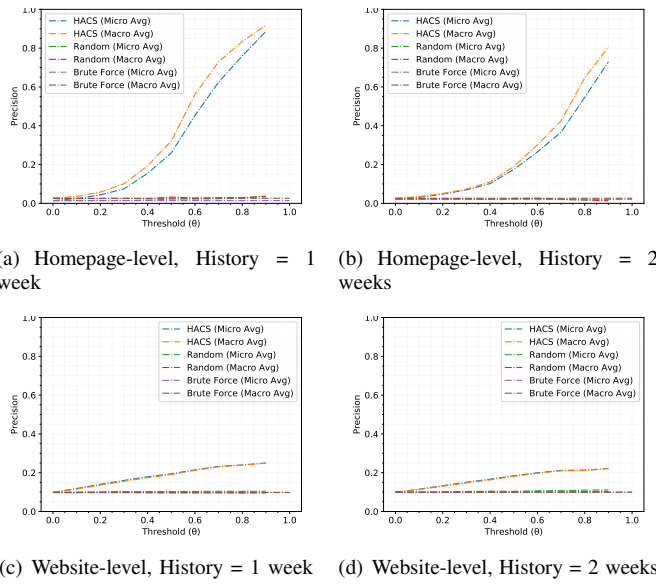 1.0
0.8
0.6
0.4
0.2
0.0
Precision
HACS (Micro Avg)
HACS (Macro Avg)
Random (Micro Avg)
Random (Macro Avg)
Brute Force (Micro Avg)
Brute Force (Macro Avg)
0.0 0.2 0.4 0.6 0.8 1.0
Threshold (θ)
1.0
0.8
0.6
0.4
0.2
0.0
Precision
HACS (Micro Avg)
HACS (Macro Avg)
Random (Micro Avg)
Random (Macro Avg)
Brute Force (Micro Avg)
Brute Force (Macro Avg)
0.0 0.2 0.4 0.6 0.8 1.0
Threshold (θ)
(a) Homepage-level, History = 1
week
(b) Homepage-level, History = 2
weeks
1.0
0.8
0.6
0.4
0.2
0.0
Precision
HACS (Micro Avg)
HACS (Macro Avg)
Random (Micro Avg)
Random (Macro Avg)
Brute Force (Micro Avg)
Brute Force (Macro Avg)
0.0 0.2 0.4 0.6 0.8 1.0
Threshold (θ)
1.0
0.8
0.6
0.4
0.2
0.0
Precision
HACS (Micro Avg)
HACS (Macro Avg)
Random (Micro Avg)
Random (Macro Avg)
Brute Force (Micro Avg)
Brute Force (Macro Avg)
0.0 0.2 0.4 0.6 0.8 1.0
Threshold (θ)
(c) Website-level, History = 1 week
(d) Website-level, History = 2 weeks